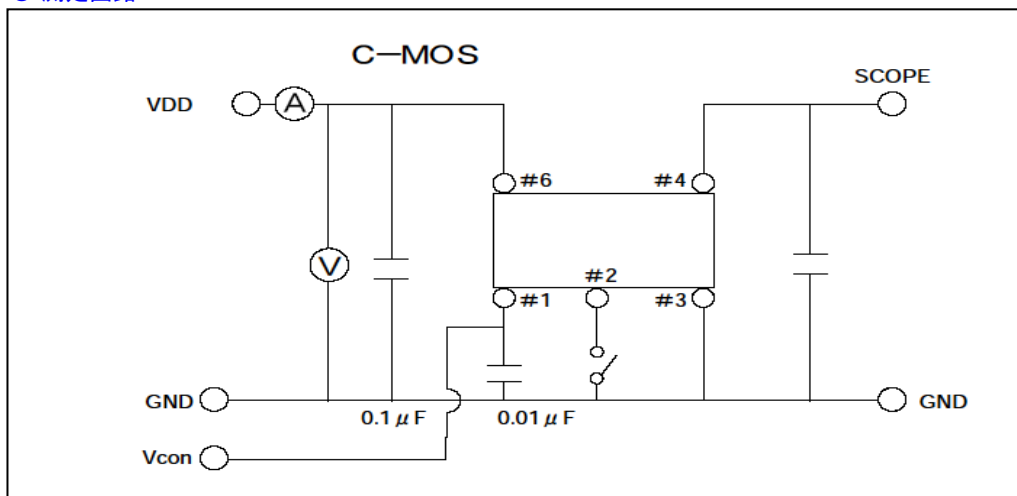 C-MOS
SCOPE
VDD
A
#6
#4
V
#2
#1
#3
GND
0.1μF
0.01μF
GND
Vcon